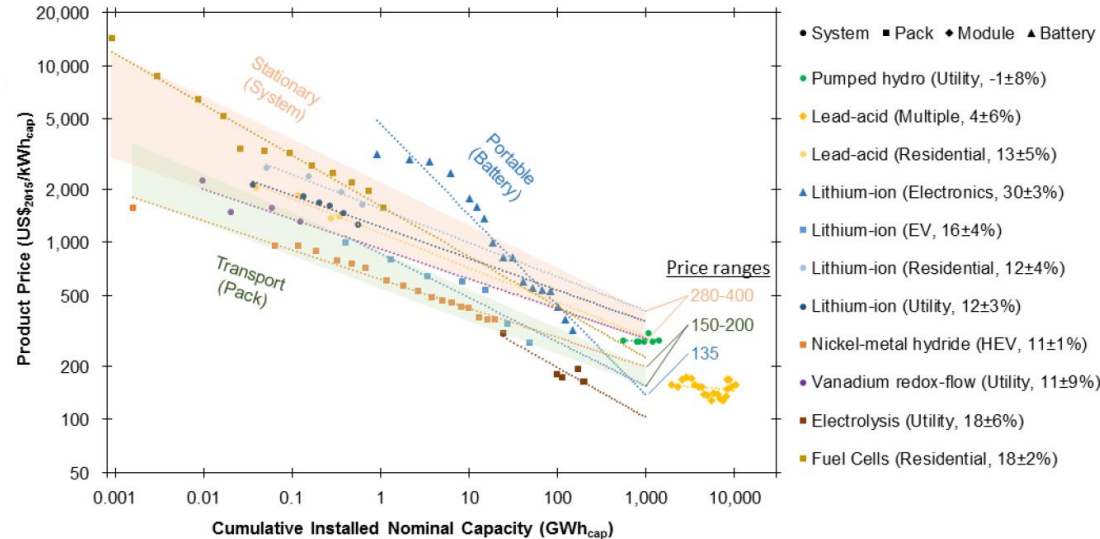 Product Price (US$2015/kWhcap)
20,000
10,000
5,000
2,000
1,000
500
200
100
50
0.001
0.01
0.1
1
10
100
1,000
10,000
Cumulative Installed Nominal Capacity (GWhcap)
Stationary
(System)
Portable
(Battery)
Transport
(Pack)
Price ranges
280-400
150-200
135
System Pack Module Battery
Pumped hydro (Utility, -1±8%)
Lead-acid (Multiple, 4±6%)
Lead-acid (Residential, 13±5%)
Lithium-ion (Electronics, 30±3%)
Lithium-ion (EV, 16±4%)
Lithium-ion (Residential, 12±4%)
Lithium-ion (Utility, 12±3%)
Nickel-metal hydride (HEV, 11±1%)
Vanadium redox-flow (Utility, 11±9%)
Electrolysis (Utility, 18±6%)
Fuel Cells (Residential, 18±2%)